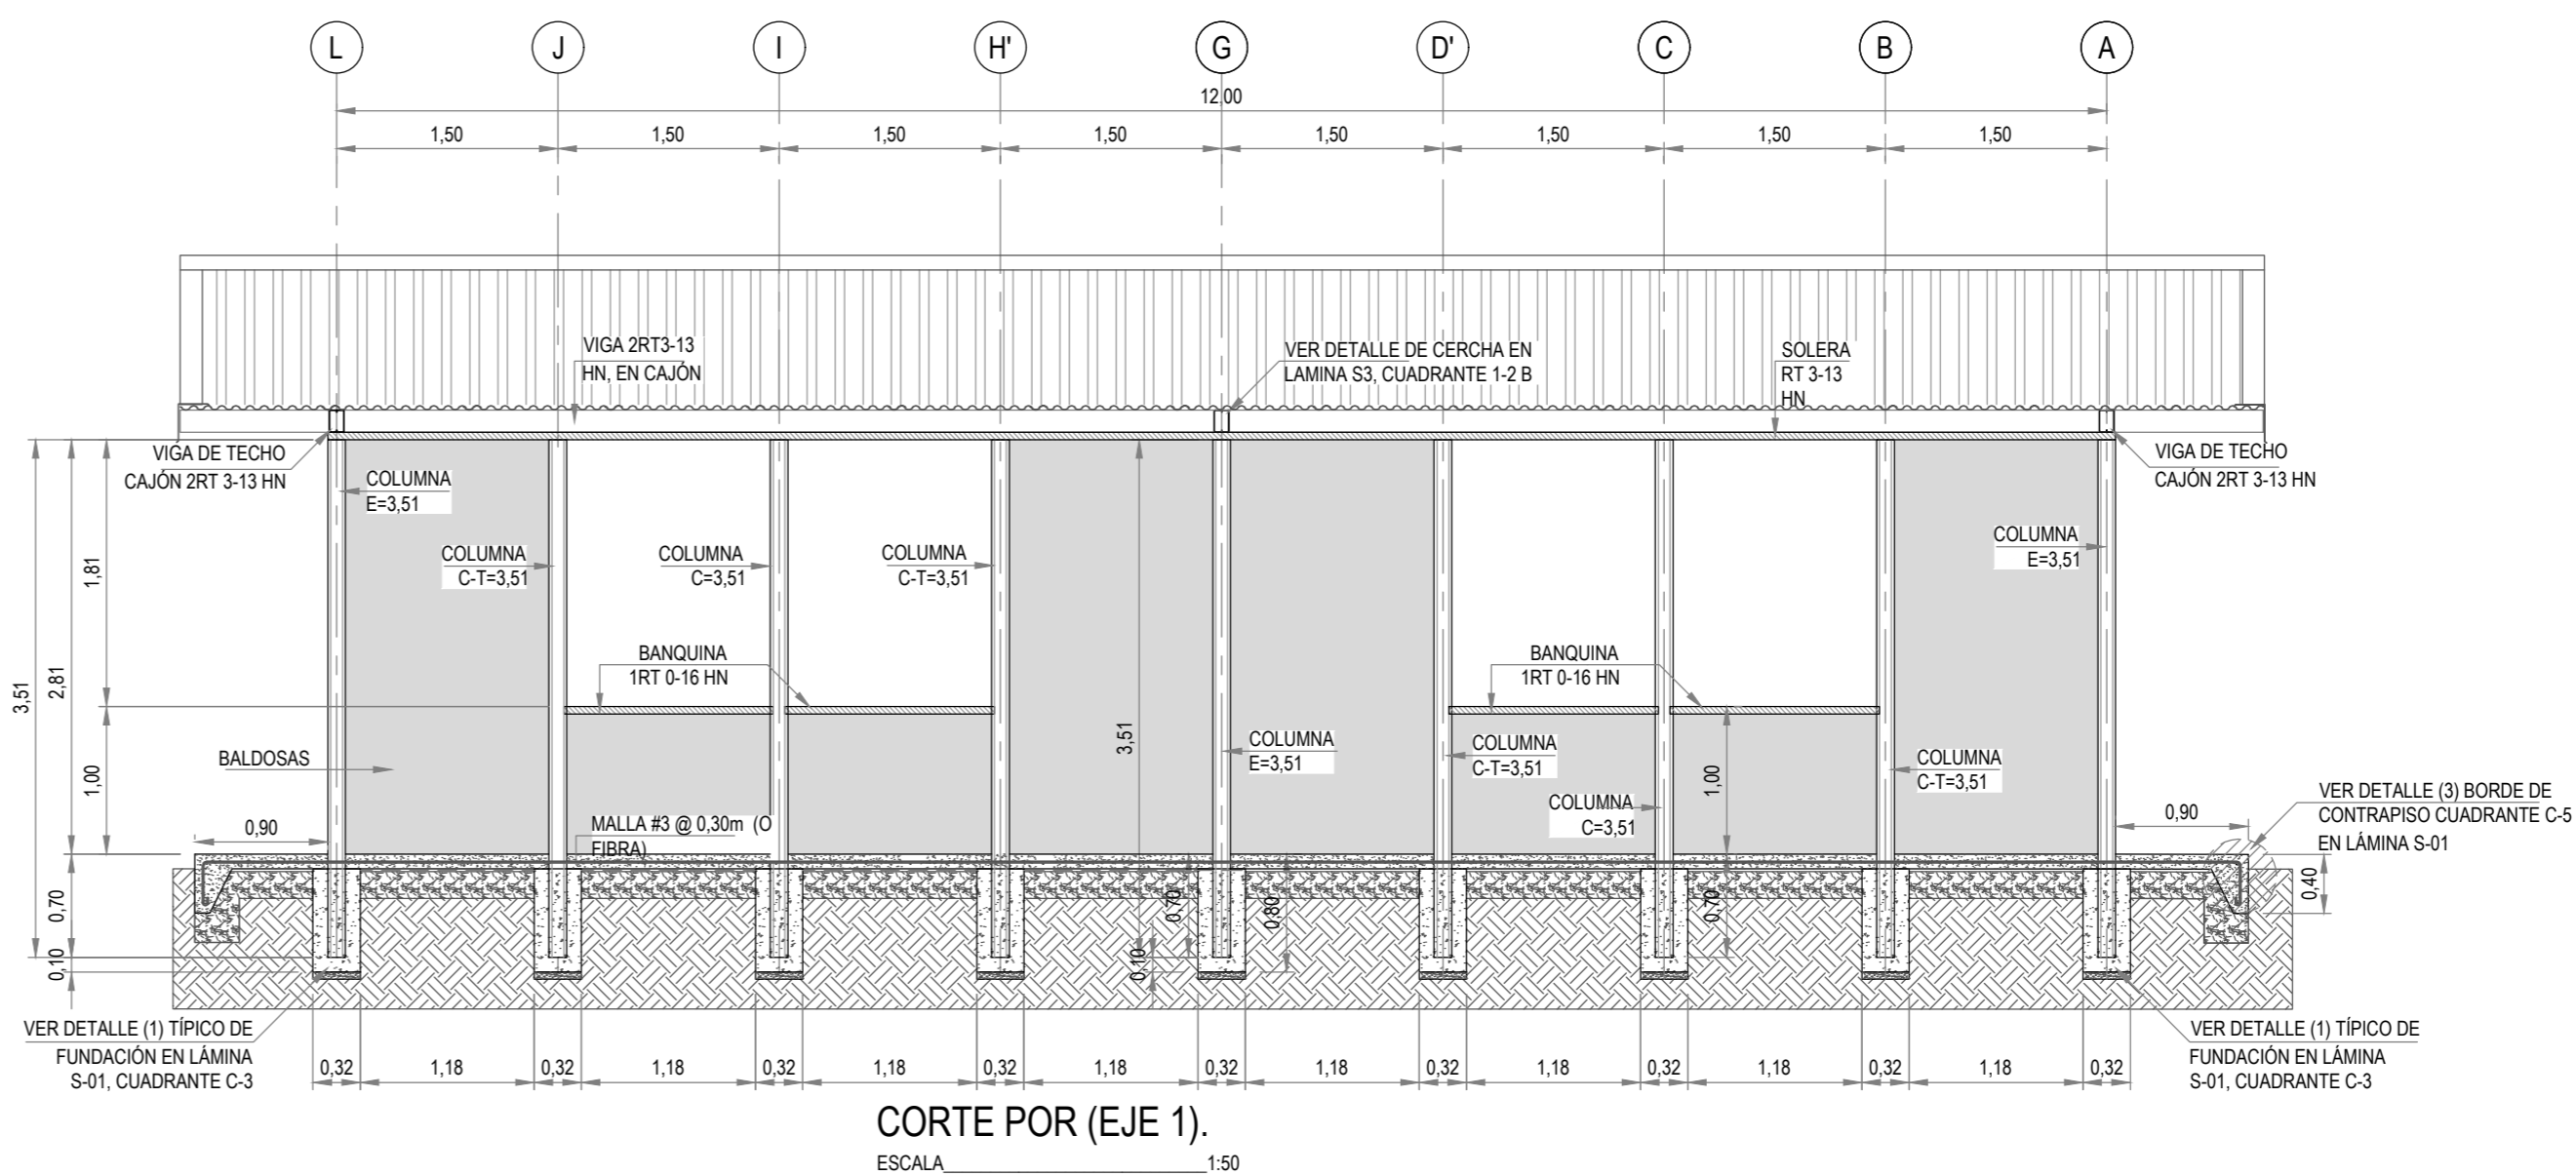 L
J
I
H'
G
D'
C
B
A
12,00
1,50
1,50
1,50
1,50
1,50
1,50
1,50
1,50
VIGA 2RT3-13
HN, EN CAJÓN
VER DETALLE DE CERCHA EN
LAMINA S3, CUADRANTE 1-2 B
SOLERA
RT 3-13
HN
VIGA DE TECHO
CAJÓN 2RT 3-13 HN
VIGA DE TECHO
CAJÓN 2RT 3-13 HN
COLUMNA
E=3,51
COLUMNA
C-T=3,51
COLUMNA
C=3,51
COLUMNA
C-T=3,51
COLUMNA
E=3,51
3,51
2,81
1,81
1,00
BANQUINA
1RT 0-16 HN
BANQUINA
1RT 0-16 HN
3,51
COLUMNA
E=3,51
COLUMNA
C-T=3,51
COLUMNA
C=3,51
1,00
COLUMNA
C-T=3,51
BALDOSAS
0,90
MALLA #3 @ 0,30m (O
FIBRA)
0,90
VER DETALLE (3) BORDE DE
CONTRAPISO CUADRANTE C-5
EN LÁMINA S-01
0,40
0,70
0,10
0,70
0,80
0,10
0,70
VER DETALLE (1) TÍPICO DE
FUNDACIÓN EN LÁMINA
S-01, CUADRANTE C-3
VER DETALLE (1) TÍPICO DE
FUNDACIÓN EN LÁMINA
S-01, CUADRANTE C-3
0,32
1,18
0,32
1,18
0,32
1,18
0,32
1,18
0,32
1,18
0,32
1,18
0,32
1,18
0,32
1,18
0,32
CORTE POR (EJE 1).
ESCALA 1:50